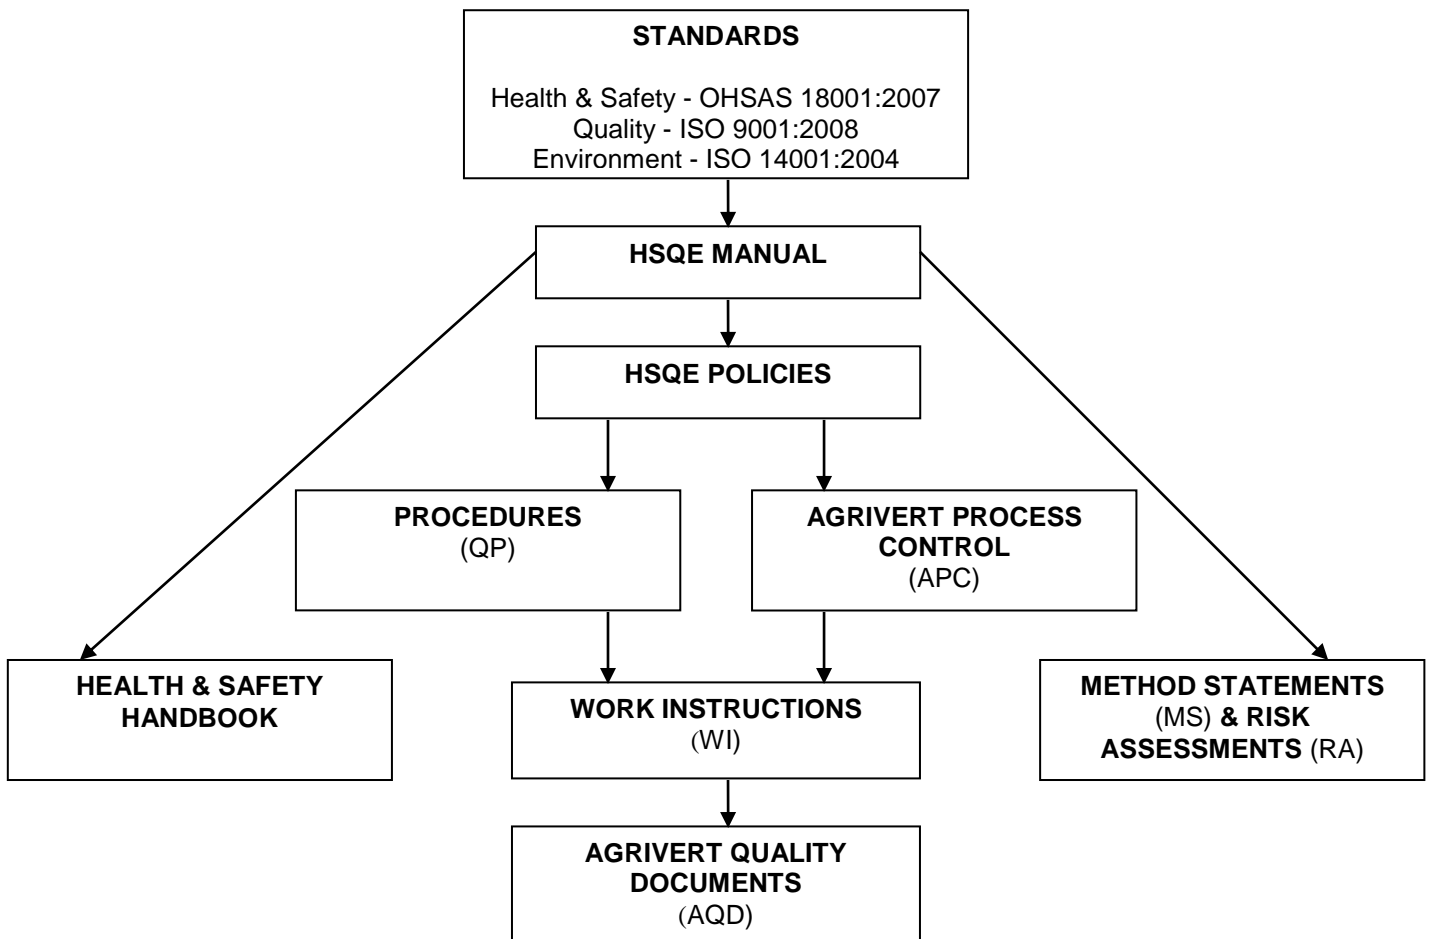 STANDARDS
Health & Safety - OHSAS 18001:2007
Quality - ISO 9001:2008
Environment - ISO 14001:2004
HSQE MANUAL
HSQE POLICIES
PROCEDURES
(QP)
AGRIVERT PROCESS
CONTROL
(APC)
HEALTH & SAFETY
HANDBOOK
WORK INSTRUCTIONS
(WI)
METHOD STATEMENTS
(MS) & RISK
ASSESSMENTS (RA)
AGRIVERT QUALITY
DOCUMENTS
(AQD)